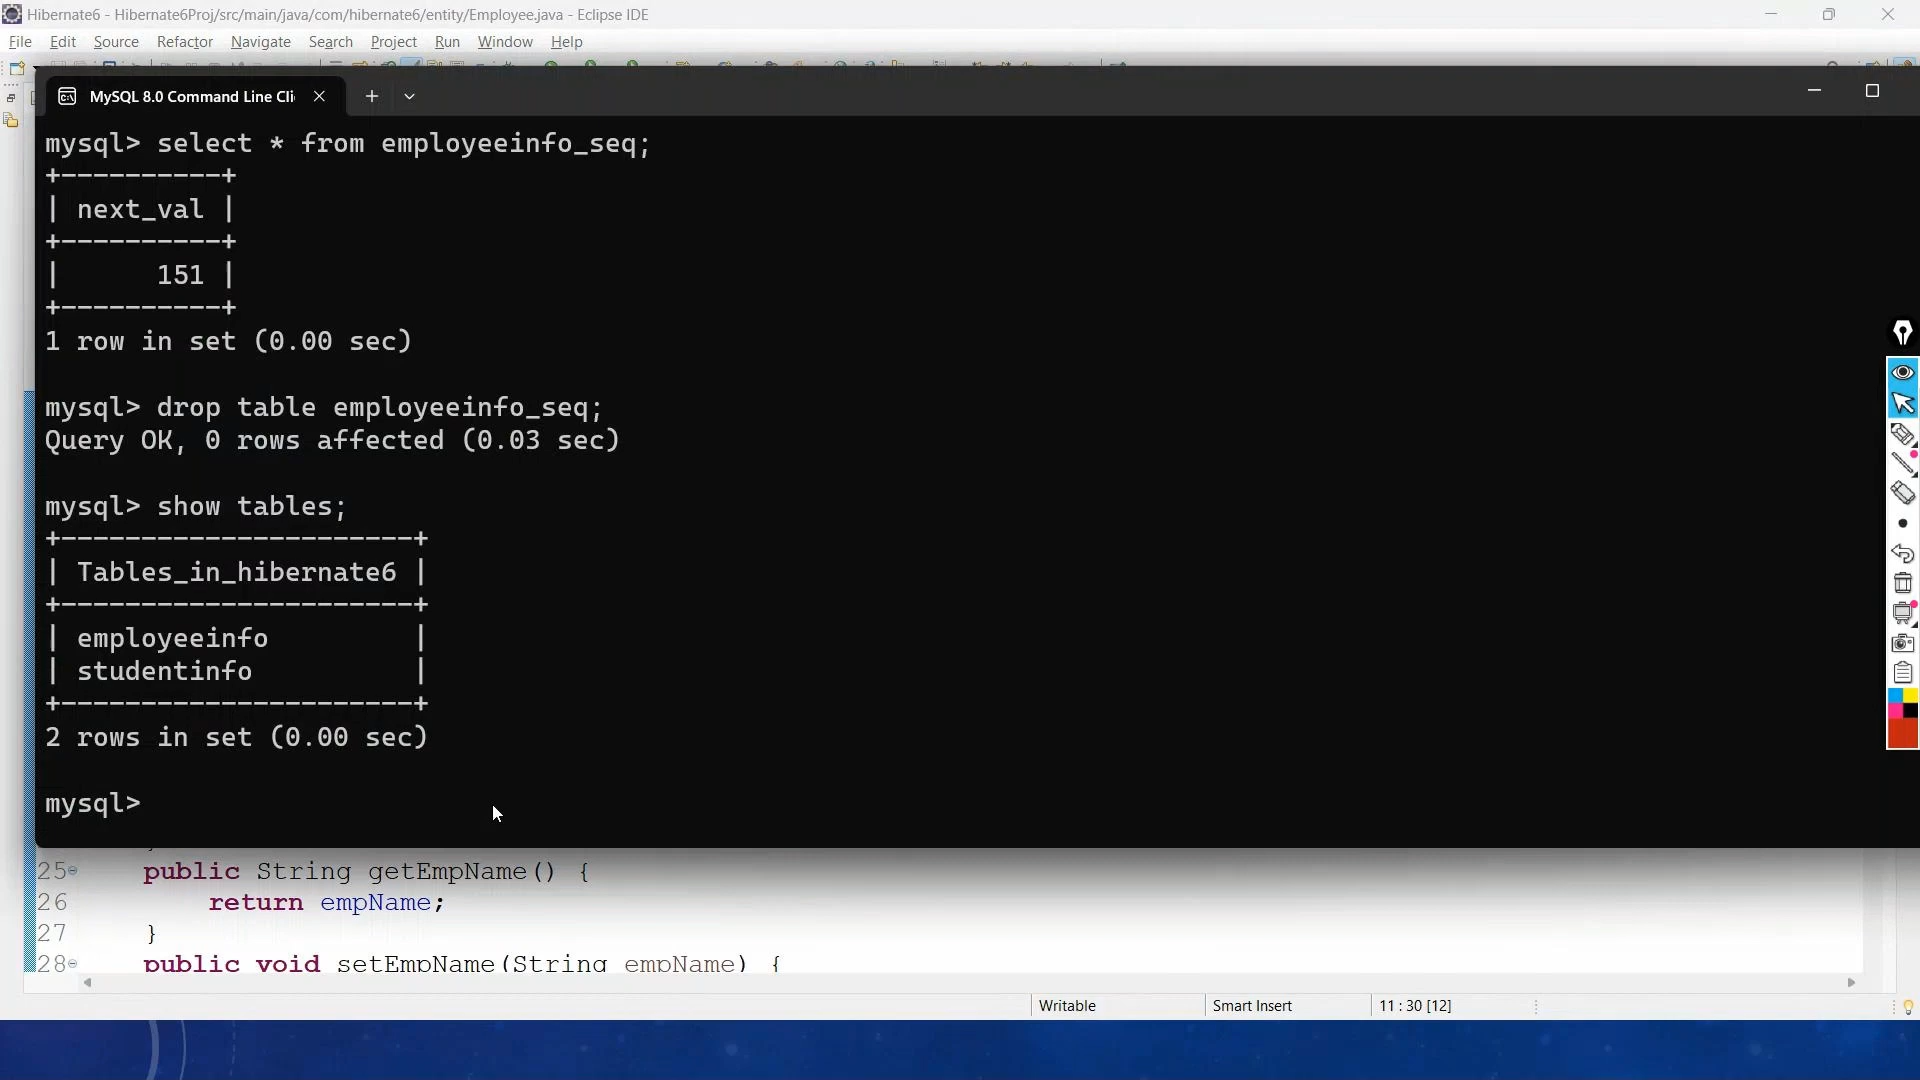 Hibernate6 - Hibernate6Proj/src/main/java/com/hibernate6/entity/Employee.java - Eclipse IDE
File Edit Source Refactor Navigate Search Project Run Window Help
MySQL 8.0 Command Line Cli
mysql> select * from employeeinfo_seq;
+----------+
| next_val |
+----------+
|      151 |
+----------+
1 row in set (0.00 sec)
mysql> drop table employeeinfo_seq;
Query OK, 0 rows affected (0.03 sec)
mysql> show tables;
+----------------------+
| Tables_in_hibernate6 |
+----------------------+
| employeeinfo         |
| studentinfo          |
+----------------------+
2 rows in set (0.00 sec)
mysql>
25 public String getEmpName() {
26 return empName;
27 }
28 public void setEmpName(String empName) {
Writable Smart Insert 11 : 30 [12]